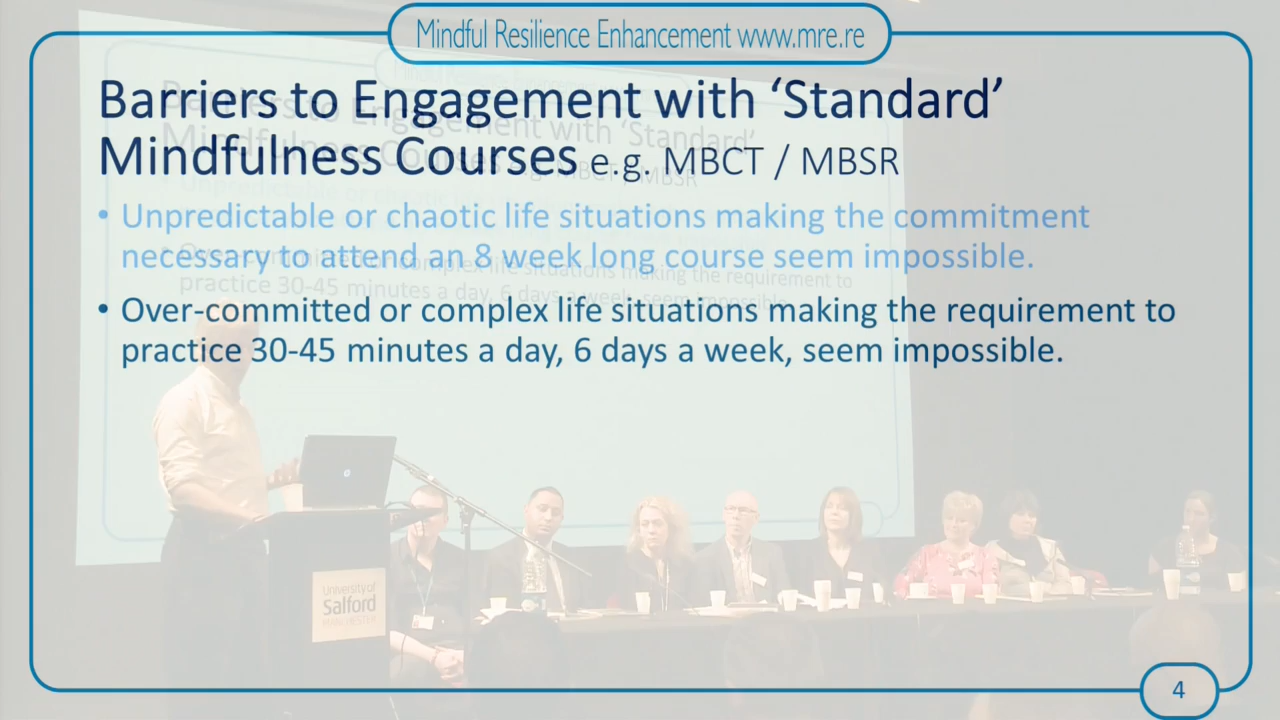 Mindful Resilience Enhancement www.mre.re
Barriers to Engagement with ‘Standard’
Mindfulness Courses e.g. MBCT / MBSR
• Unpredictable or chaotic life situations making the commitment
necessary to attend an 8 week long course seem impossible.
• Over-committed or complex life situations making the requirement to
practice 30-45 minutes a day, 6 days a week, seem impossible.
University of
Salford
MANCHESTER
4